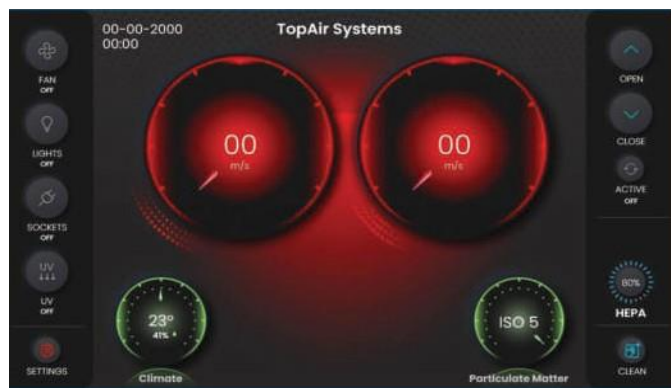 00-00-2000
00:00
TopAir Systems
FAN
OFF
LIGHTS
OFF
SOCKETS
OFF
UV
UV
OFF
SETTINGS
00
m/s
00
m/s
23°
41%
Climate
ISO 5
Particulate Matter
OPEN
CLOSE
ACTIVE
OFF
80%
HEPA
CLEAN